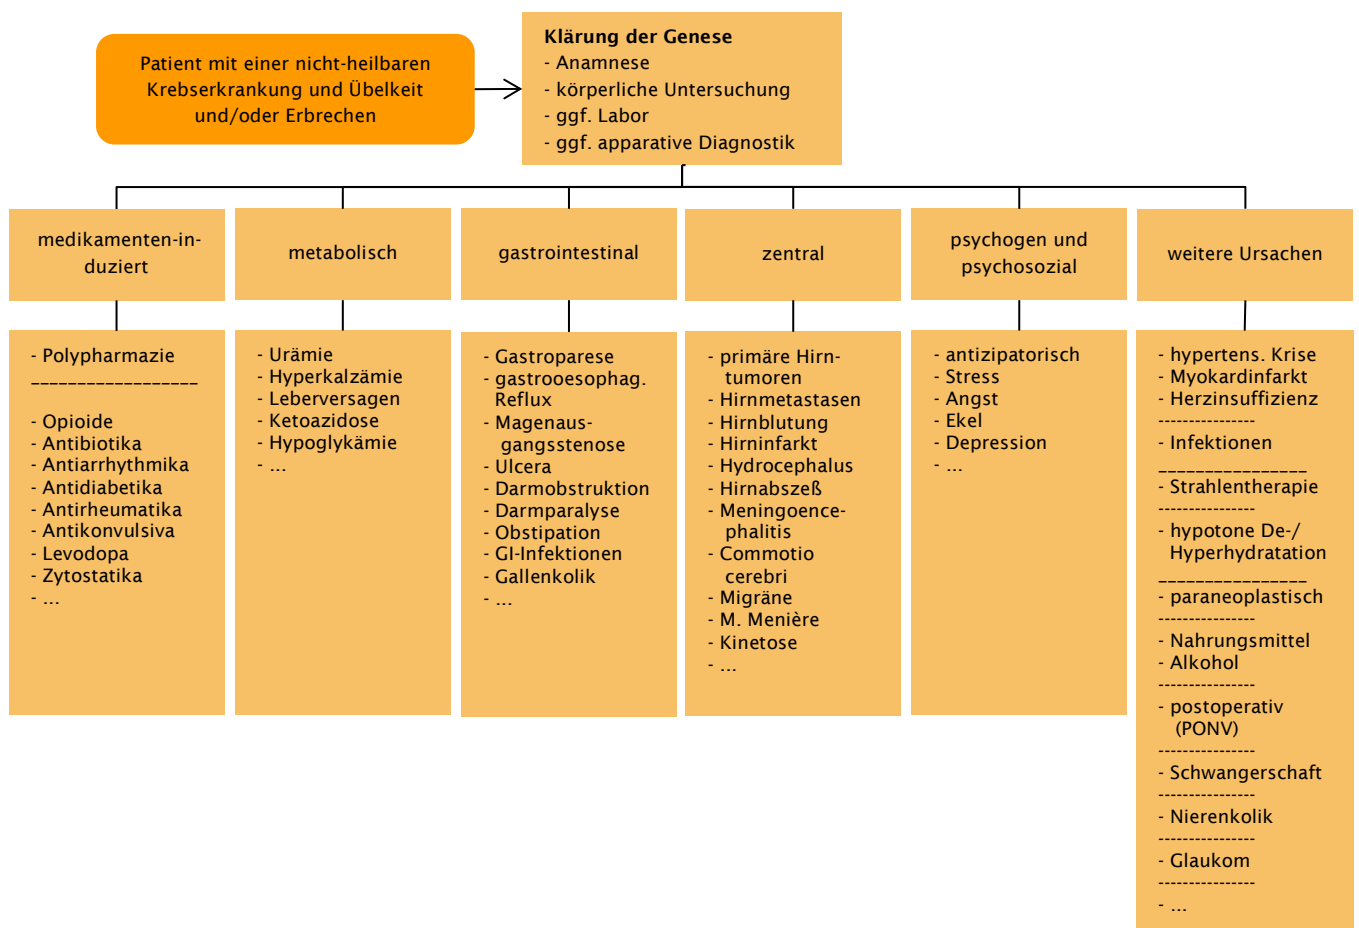 Patient mit einer nicht-heilbaren
Krebserkrankung und Übelkeit
und/oder Erbrechen
Klärung der Genese
- Anamnese
- körperliche Untersuchung
- ggf. Labor
- ggf. apparative Diagnostik
medikamenten-in-
duziert
metabolisch
gastrointestinal
zentral
psychogen und
psychosozial
weitere Ursachen
- Polypharmazie
__________________
- Opioide
- Antibiotika
- Antiarrhythmika
- Antidiabetika
- Antirheumatika
- Antikonvulsiva
- Levodopa
- Zytostatika
- ...
- Urämie
- Hyperkalzämie
- Leberversagen
- Ketoazidose
- Hypoglykämie
- ...
- Gastroparese
- gastrooesophag.
Reflux
- Magenaus-
gangsstenose
- Ulcera
- Darmobstruktion
- Darmparalyse
- Obstipation
- GI-Infektionen
- Gallenkolik
- ...
- primäre Hirn-
tumoren
- Hirnmetastasen
- Hirnblutung
- Hirninfarkt
- Hydrocephalus
- Hirnabszeß
- Meningoence-
phalitis
- Commotio
cerebri
- Migräne
- M. Menière
- Kinetose
- ...
- antizipatorisch
- Stress
- Angst
- Ekel
- Depression
- ...
- hypertens. Krise
- Myokardinfarkt
- Herzinsuffizienz
----------------
- Infektionen
________________
- Strahlentherapie
----------------
- hypotone De-/
Hyperhydratation
________________
- paraneoplastisch
----------------
- Nahrungsmittel
- Alkohol
----------------
- postoperativ
(PONV)
----------------
- Schwangerschaft
----------------
- Nierenkolik
----------------
- Glaukom
----------------
- ...